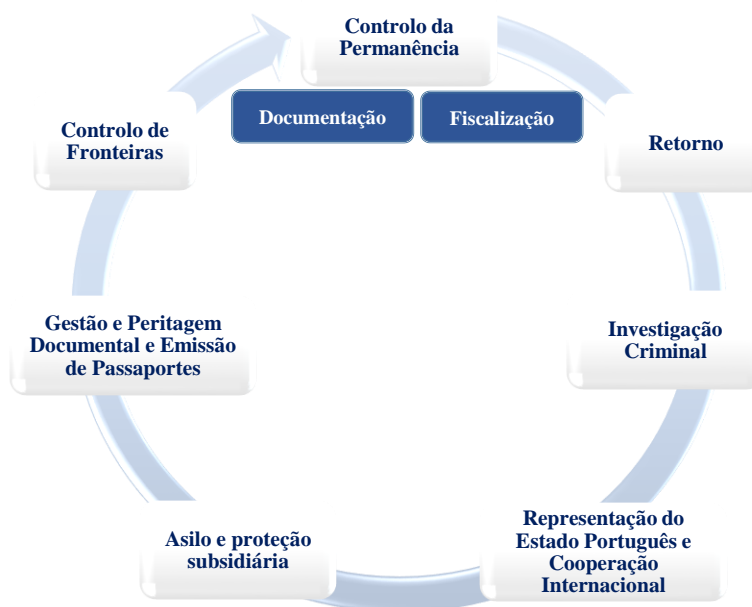 Controlo da
Permanência
Documentação
Fiscalização
Retorno
Investigação
Criminal
Representação do
Estado Português e
Cooperação
Internacional
Asilo e proteção
subsidiária
Gestão e Peritagem
Documental e Emissão
de Passaportes
Controlo de
Fronteiras